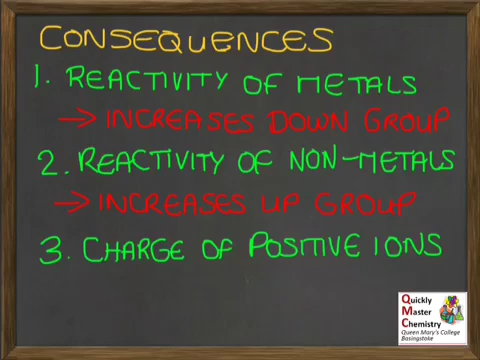 CONSEQUENCES
1. REACTIVITY OF METALS
→ INCREASES DOWN GROUP
2. REACTIVITY OF NON-METALS
→ INCREASES UP GROUP
3. CHARGE OF POSITIVE IONS
Quickly
Master
Chemistry
Queen Mary's College
Basingstoke